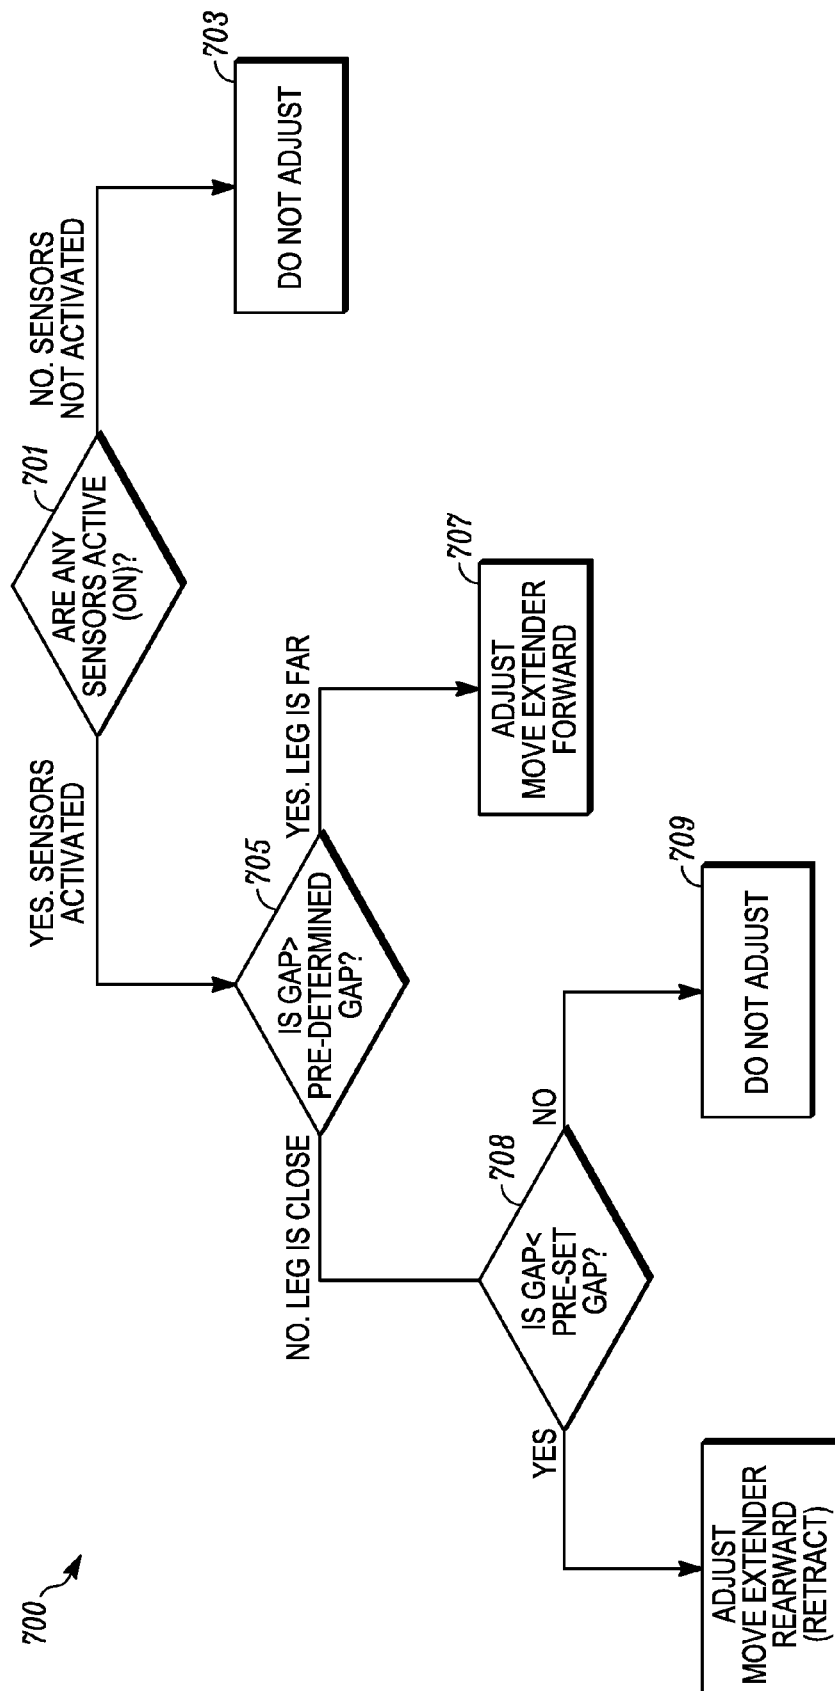 700
ARE ANY
SENSORS ACTIVE
(ON)?
701
YES. SENSORS
ACTIVATED
NO. SENSORS
NOT ACTIVATED
703
DO NOT ADJUST
IS GAP>
PRE-DETERMINED
GAP?
705
NO. LEG IS CLOSE
YES. LEG IS FAR
707
ADJUST
MOVE EXTENDER
FORWARD
IS GAP<
PRE-SET
GAP?
708
YES
NO
709
DO NOT ADJUST
ADJUST
MOVE EXTENDER
REARWARD
(RETRACT)